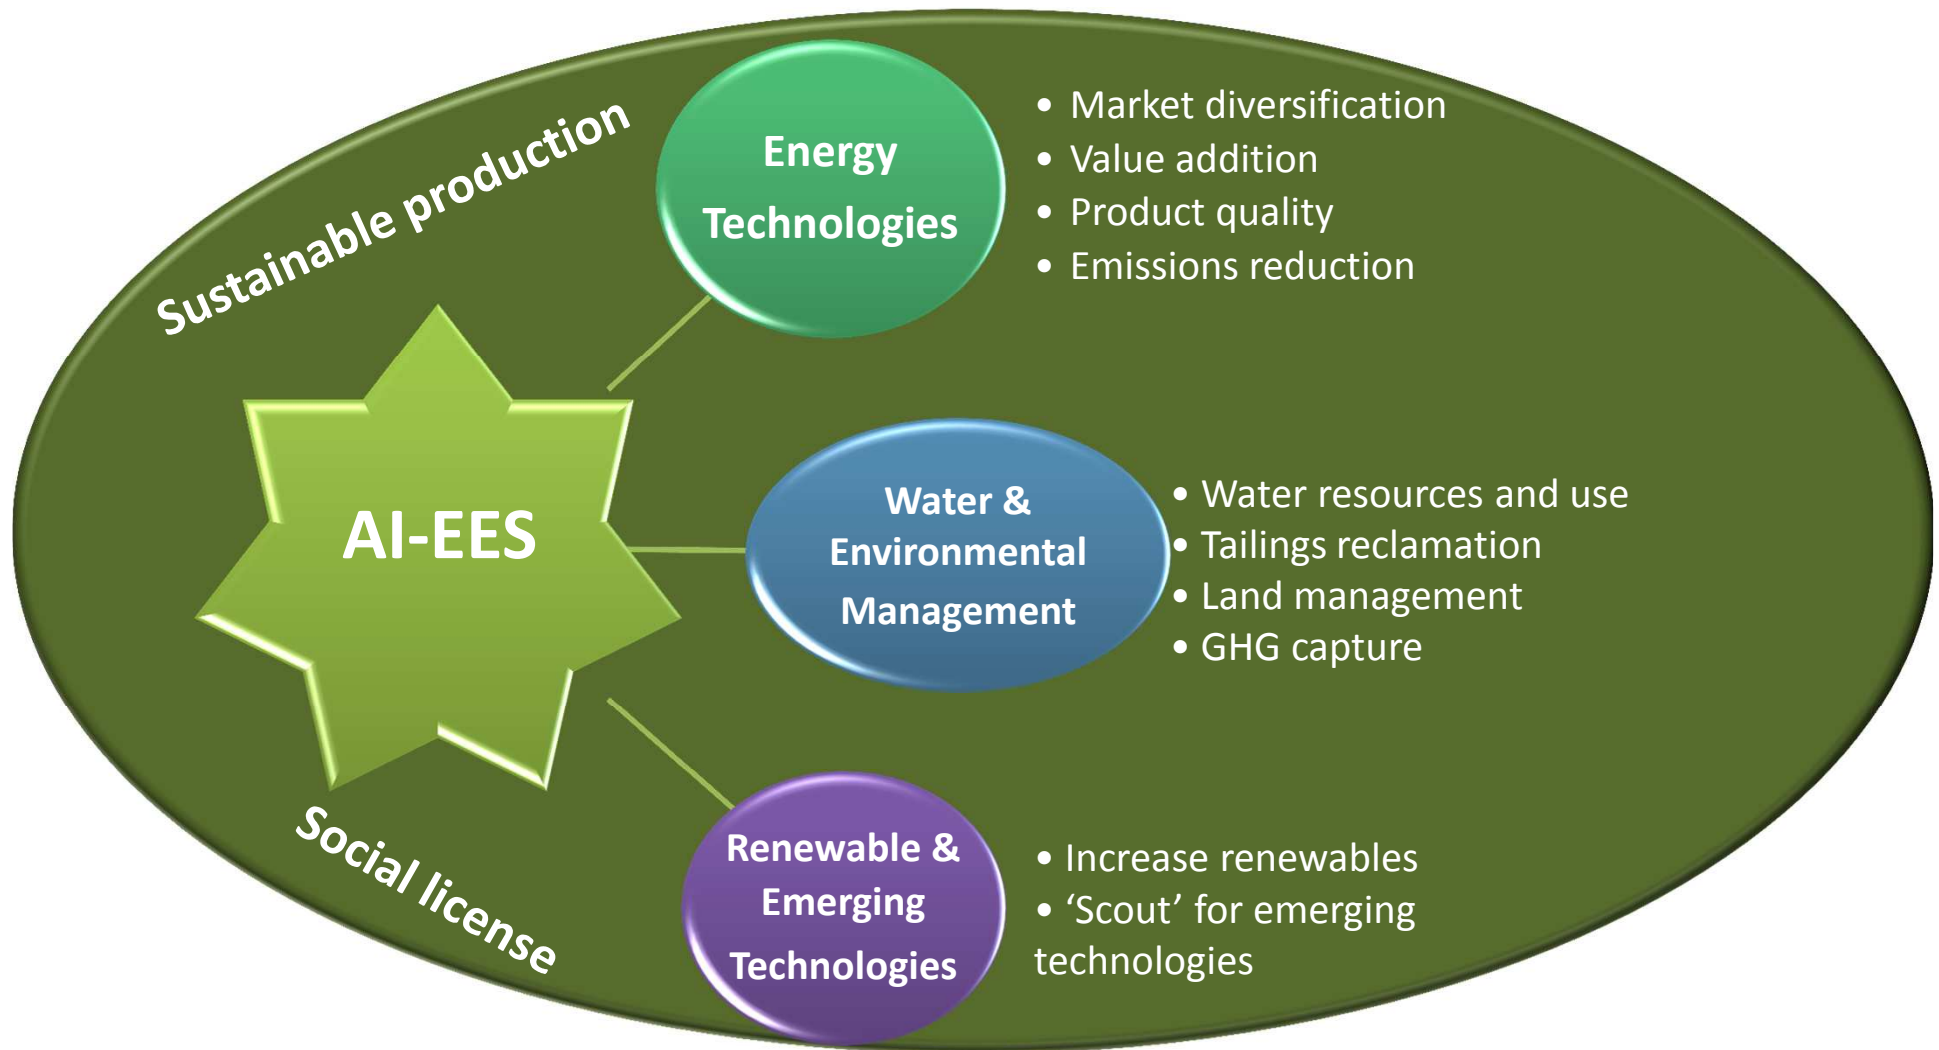 Sustainable production
Energy
Technologies
• Market diversification
• Value addition
• Product quality
• Emissions reduction
AI-EES
Water &
Environmental
Management
• Water resources and use
• Tailings reclamation
• Land management
• GHG capture
Social license
Renewable &
Emerging
Technologies
• Increase renewables
• ‘Scout’ for emerging
technologies